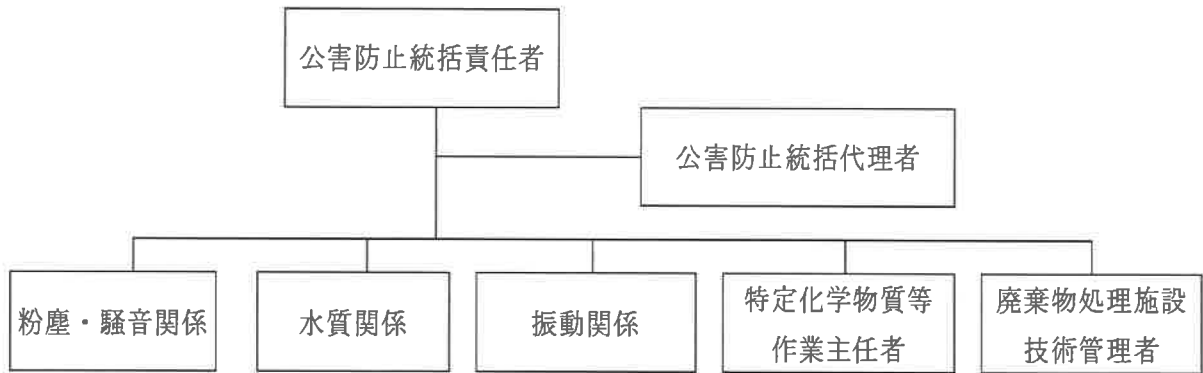 公害防止統括責任者
公害防止統括代理者
粉塵・騒音関係
水質関係
振動関係
特定化学物質等
作業主任者
廃棄物処理施設
技術管理者